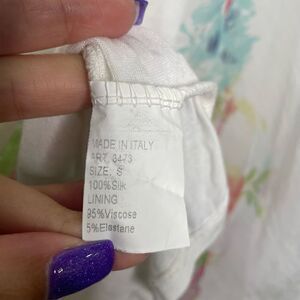 MADE IN ITALY
ART. 8473
SIZE. S
100%Silk
LINING
95%Viscose
5%Elastane